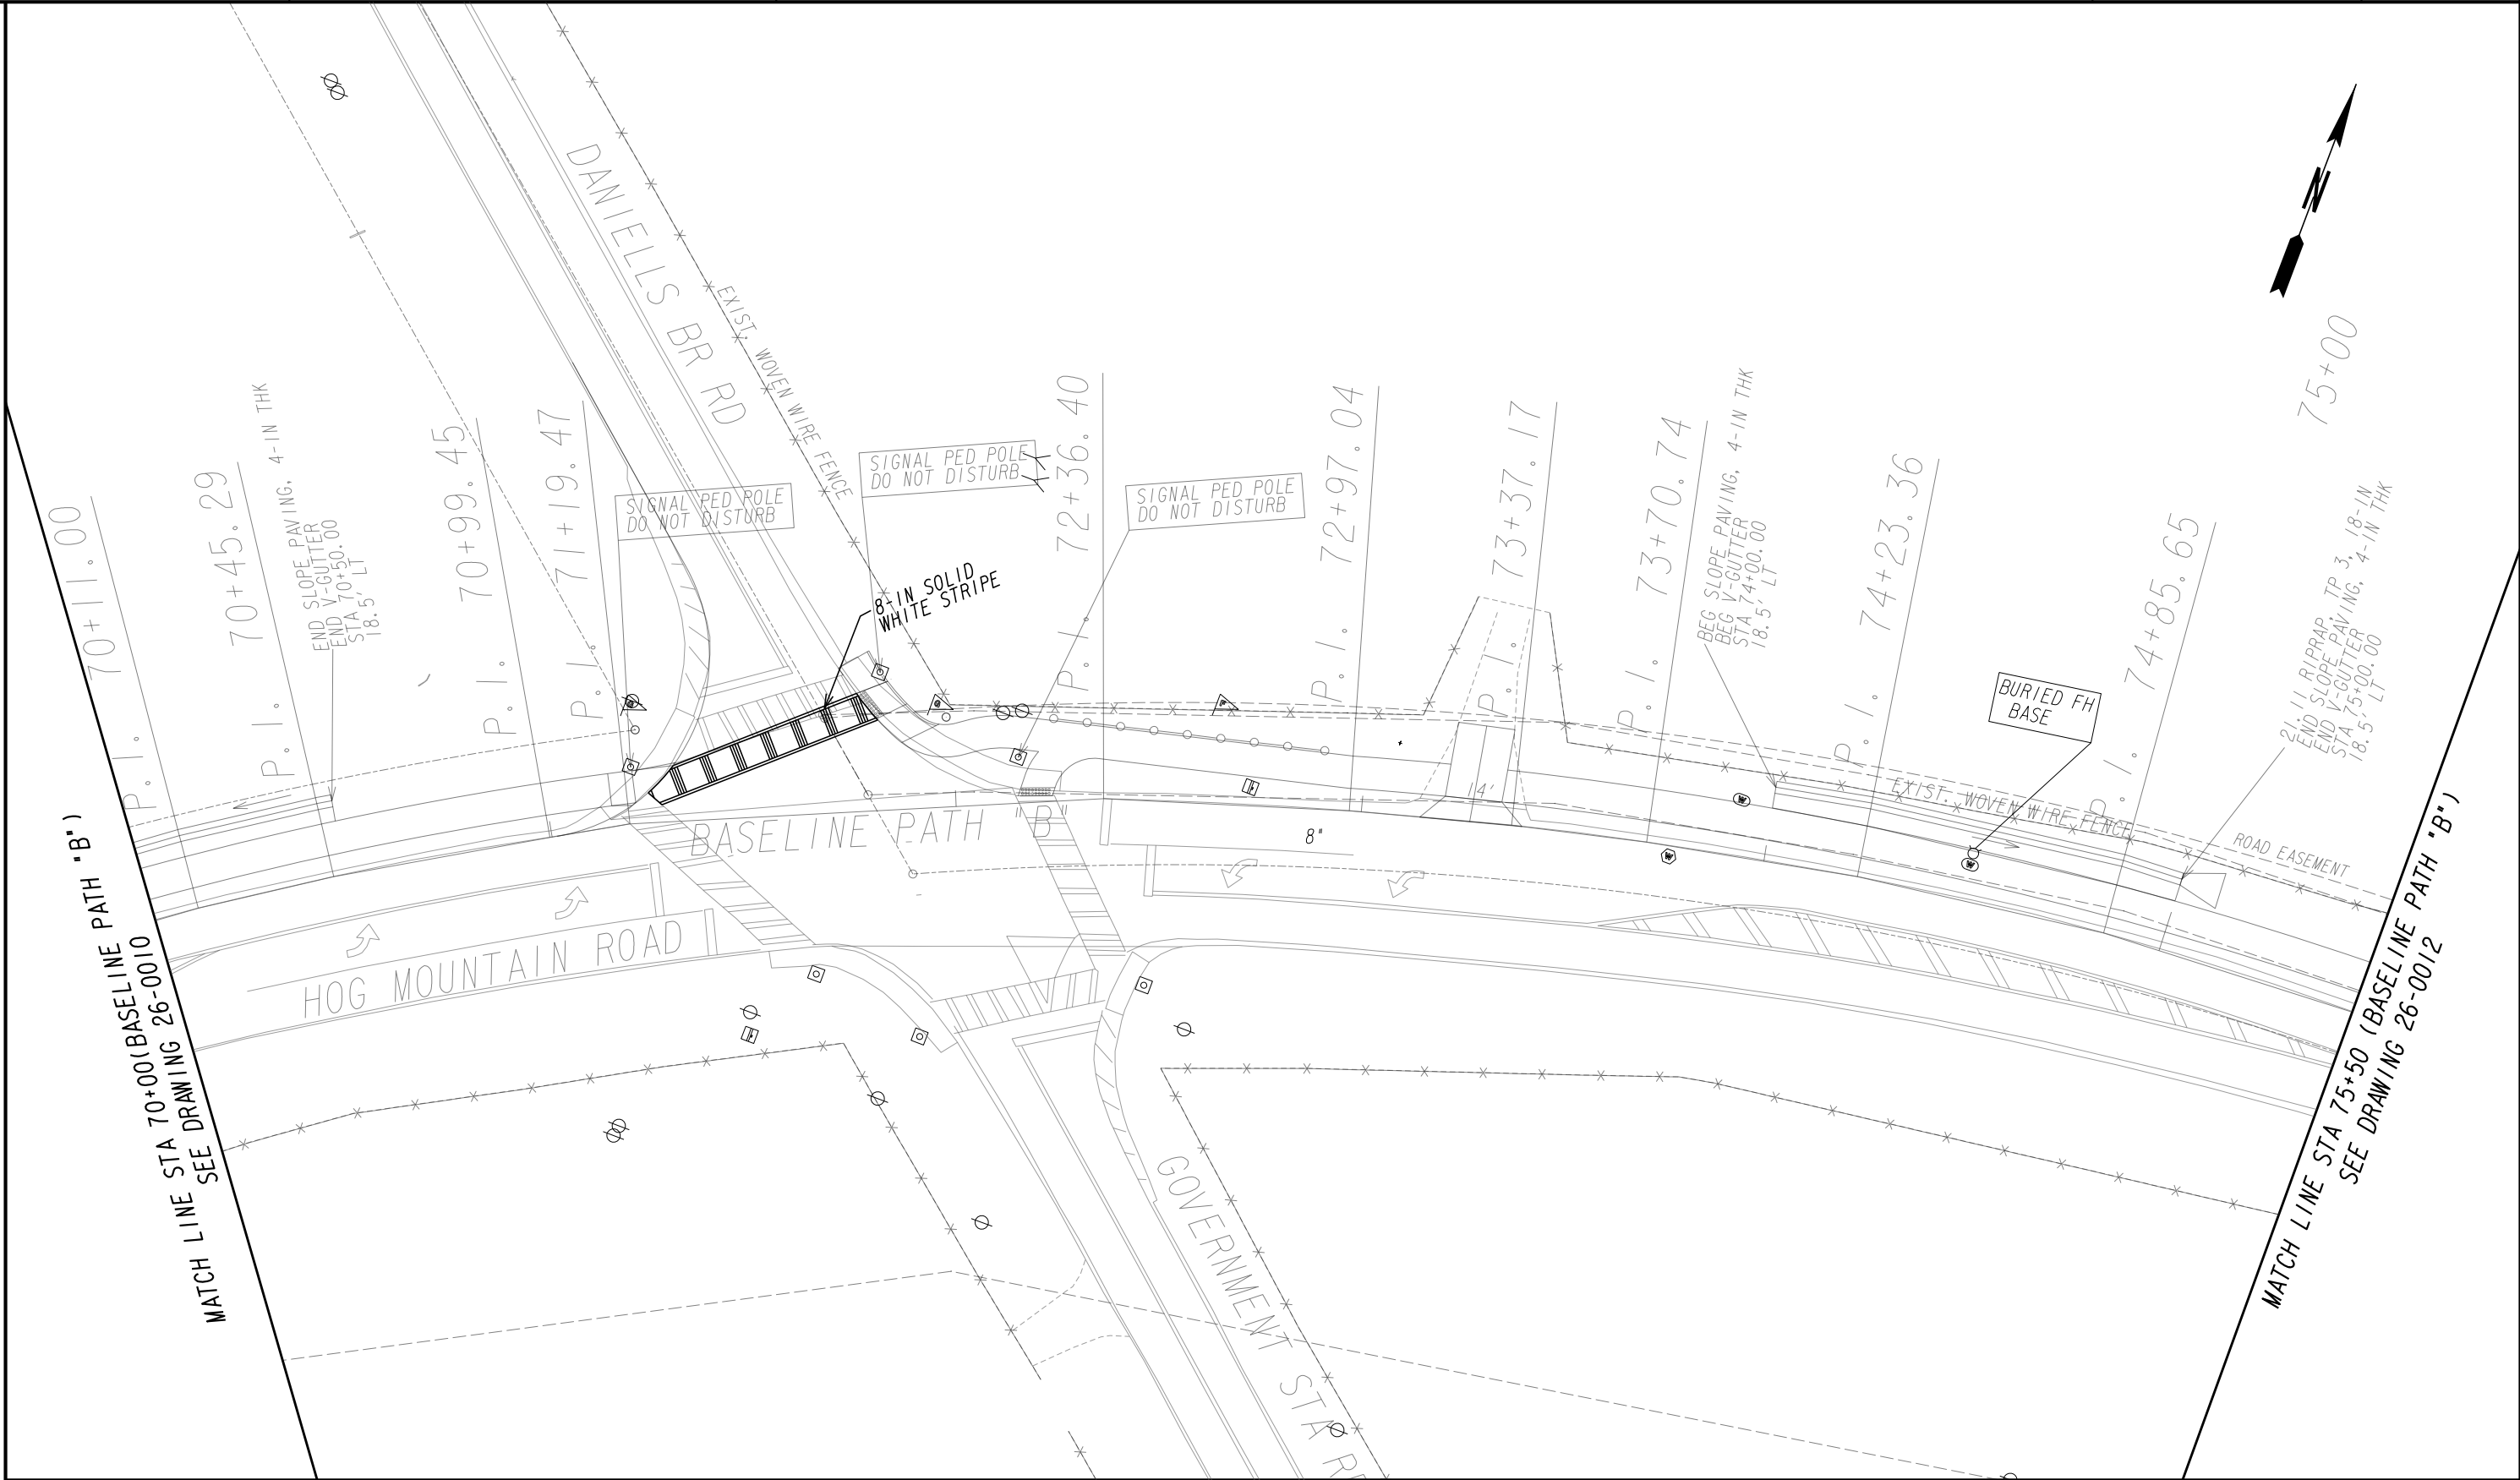 DANIELLS BR RD
EXIST. WOVEN WIRE FENCE
N
P.I. 70+11.00
P.I. 70+45.29
END SLOPE PAVING, 4-IN THK
END V-GUTTER
STA 70+50.00
18.5' LT
P.I. 70+99.45
P.I. 71+19.47
SIGNAL PED POLE
DO NOT DISTURB
SIGNAL PED POLE
DO NOT DISTURB
8-IN SOLID
WHITE STRIPE
P.I. 72+36.40
SIGNAL PED POLE
DO NOT DISTURB
P.I. 72+97.04
P.I. 73+37.17
P.I. 73+70.74
BEG SLOPE PAVING, 4-IN THK
BEG V-GUTTER
STA 74+00.00
18.5' LT
P.I. 74+23.36
BURIED FH
BASE
P.I. 74+85.65
75+00
21.11 RIPRAP, TP 3, 18-IN
END SLOPE PAVING, 4-IN THK
END V-GUTTER
STA 75+00.00
18.5' LT
EXIST. WOVEN WIRE FENCE
ROAD EASEMENT
14'
8"
BASELINE PATH "B"
HOG MOUNTAIN ROAD
GOVERNMENT STA RD
MATCH LINE STA 70+00(BASELINE PATH "B")
SEE DRAWING 26-0010
MATCH LINE STA 75+50 (BASELINE PATH "B")
SEE DRAWING 26-0012